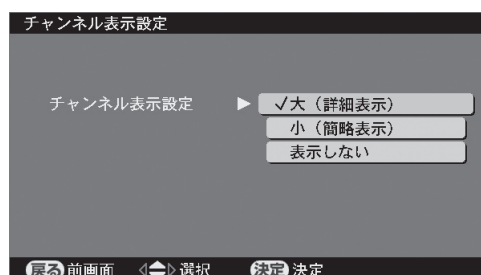 チャンネル表示設定
チャンネル表示設定 ▶ ✓大（詳細表示）
小（簡略表示）
表示しない
戻る 前画面 選択 決定 決定